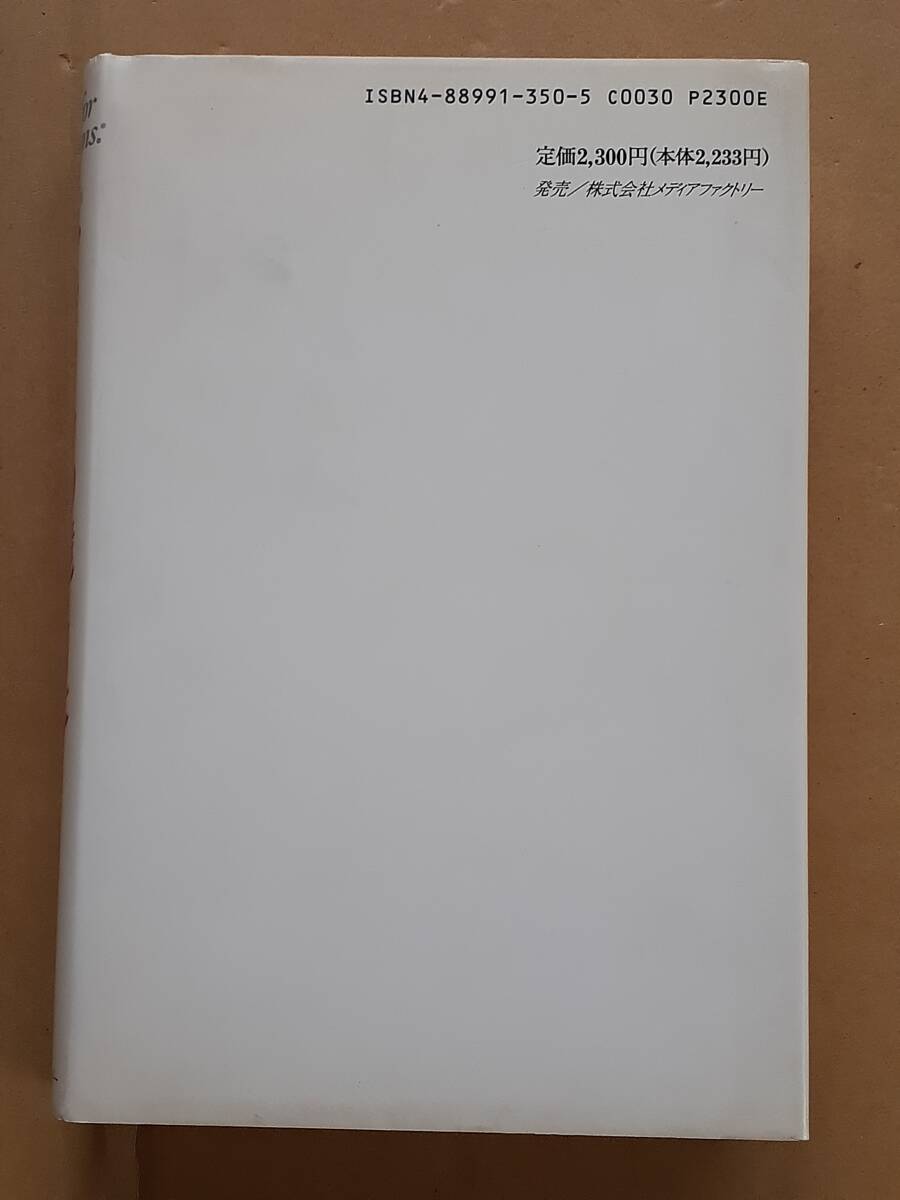 ISBN4-88991-350-5 C0030 P2300E
定価2,300円(本体2,233円)
発売/株式会社メディアファクトリー